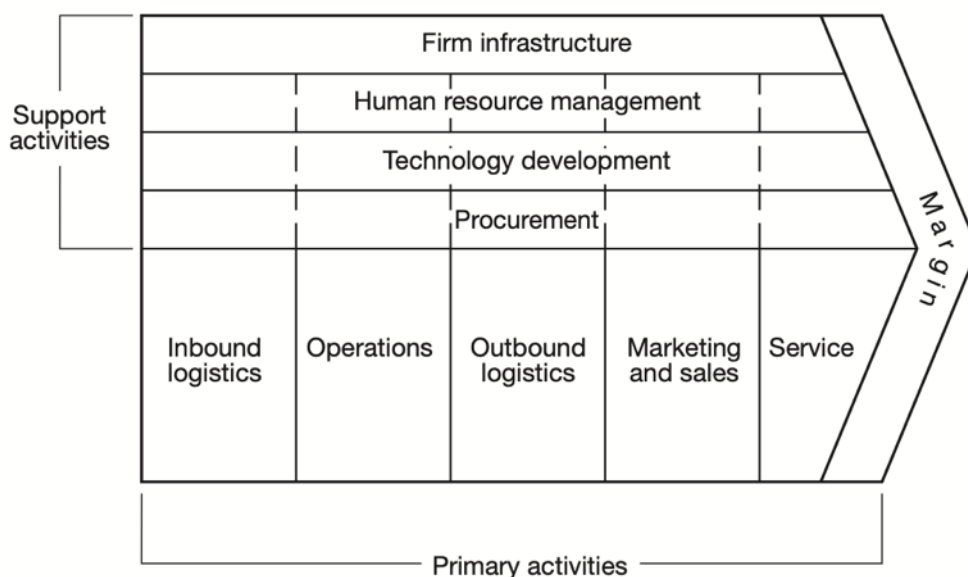 Firm infrastructure
Human resource management
Support
activities
Technology development
Procurement
Margin
Inbound
logistics
Operations
Outbound
logistics
Marketing
and sales
Service
Primary activities